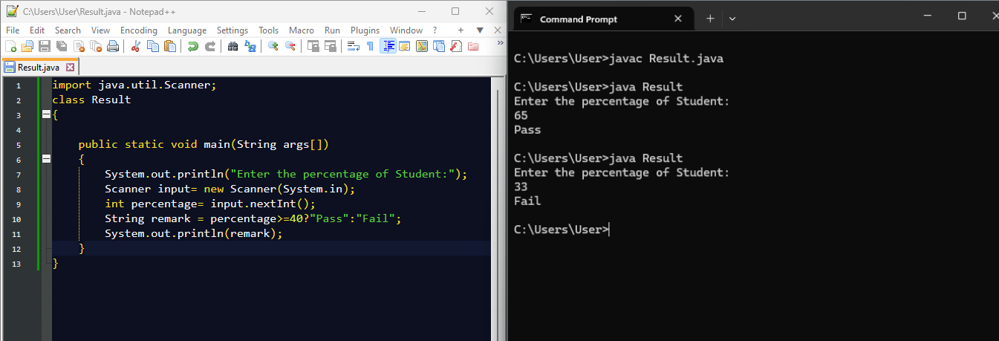 C:\Users\User\Result.java - Notepad++
File Edit Search View Encoding Language Settings Tools Macro Run Plugins Window ? + ▼ X
Result.java
1 import java.util.Scanner;
2 class Result
3 {
4
5 public static void main(String args[])
6 {
7 System.out.println("Enter the percentage of Student:");
8 Scanner input= new Scanner(System.in);
9 int percentage= input.nextInt();
10 String remark = percentage>=40?"Pass":"Fail";
11 System.out.println(remark);
12 }
13 }
Command Prompt
C:\Users\User>javac Result.java
C:\Users\User>java Result
Enter the percentage of Student:
65
Pass
C:\Users\User>java Result
Enter the percentage of Student:
33
Fail
C:\Users\User>